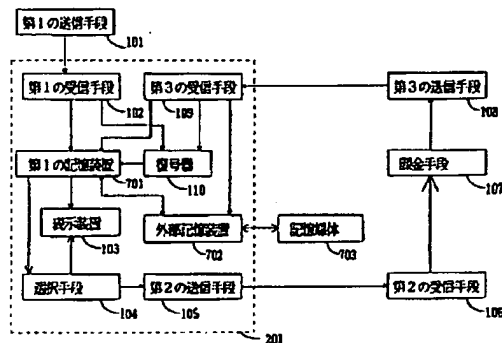 第1の送信手段
101
第1の受信手段
102
第3の受信手段
109
第3の送信手段
108
第1の記憶装置
701
復号器
110
課金手段
107
表示装置
103
外部記憶装置
702
記憶媒体
703
選択手段
104
第2の送信手段
105
第2の受信手段
106
201